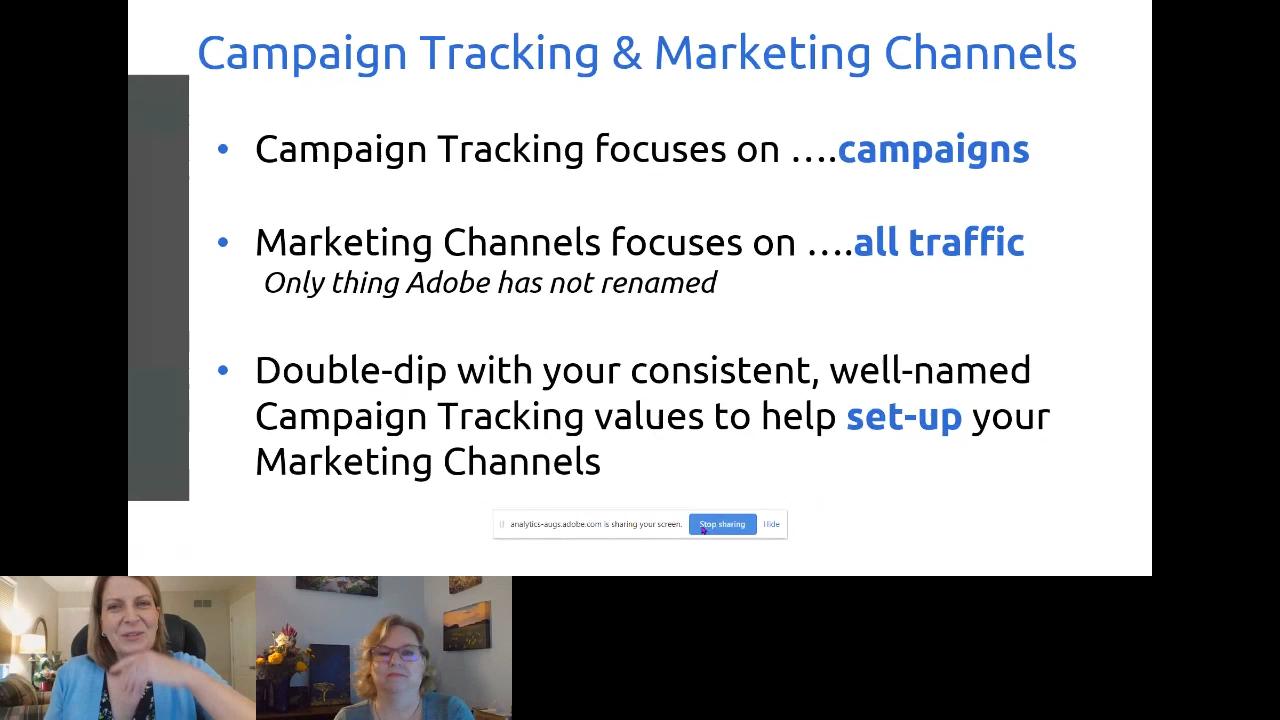 Campaign Tracking & Marketing Channels
• Campaign Tracking focuses on ….campaigns
• Marketing Channels focuses on ….all traffic
Only thing Adobe has not renamed
• Double-dip with your consistent, well-named
Campaign Tracking values to help set-up your
Marketing Channels
analytics-augs.adobe.com is sharing your screen. Stop sharing Hide